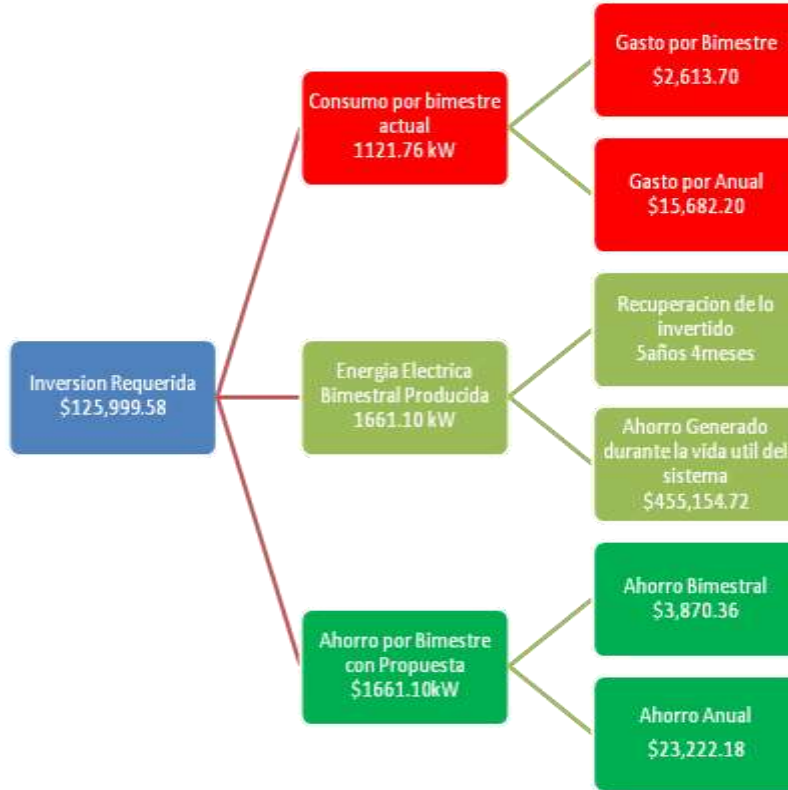 Inversion Requerida
$125,999.58
Consumo por bimestre
actual
1121.76 kW
Gasto por Bimestre
$2,613.70
Gasto por Anual
$15,682.20
Energia Electrica
Bimestral Producida
1661.10 kW
Recuperacion de lo
invertido
5años 4meses
Ahorro Generado
durante la vida util del
sistema
$455,154.72
Ahorro por Bimestre
con Propuesta
$1661.10kW
Ahorro Bimestral
$3,870.36
Ahorro Anual
$23,222.18